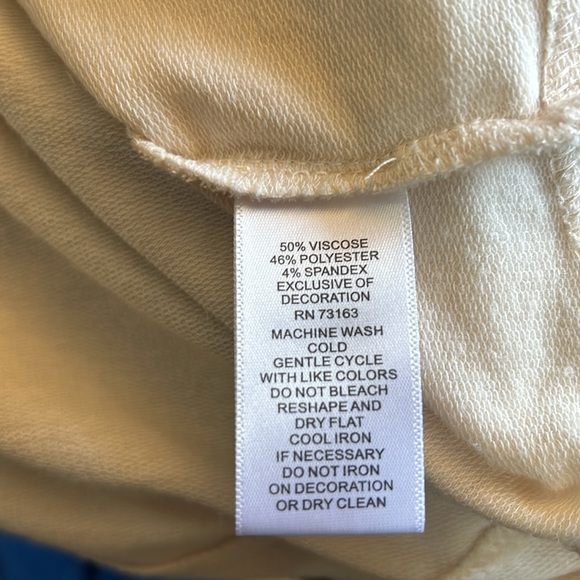 50% VISCOSE
46% POLYESTER
4% SPANDEX
EXCLUSIVE OF
DECORATION
RN 73163
MACHINE WASH
COLD
GENTLE CYCLE
WITH LIKE COLORS
DO NOT BLEACH
RESHAPE AND
DRY FLAT
COOL IRON
IF NECESSARY
DO NOT IRON
ON DECORATION
OR DRY CLEAN